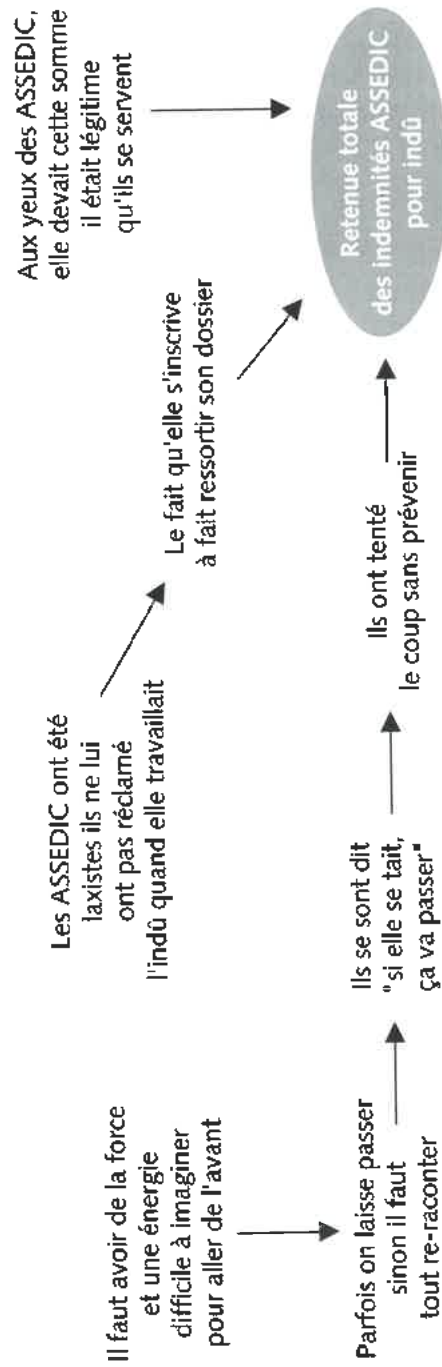 Il faut avoir de la force
et une énergie
difficile à imaginer
pour aller de l'avant
Parfois on laisse passer
sinon il faut
tout re-raconter
Les ASSEDIC ont été
laxistes ils ne lui
ont pas réclamé
l'indû quand elle travaillait
Ils se sont dit
"si elle se tait,
ça va passer"
Le fait qu'elle s'inscrive
à fait ressortir son dossier
Ils ont tenté
le coup sans prévenir
Aux yeux des ASSEDIC,
elle devait cette somme
il était légitime
qu'ils se servent
Retenue totale
des indemnités ASSEDIC
pour indû